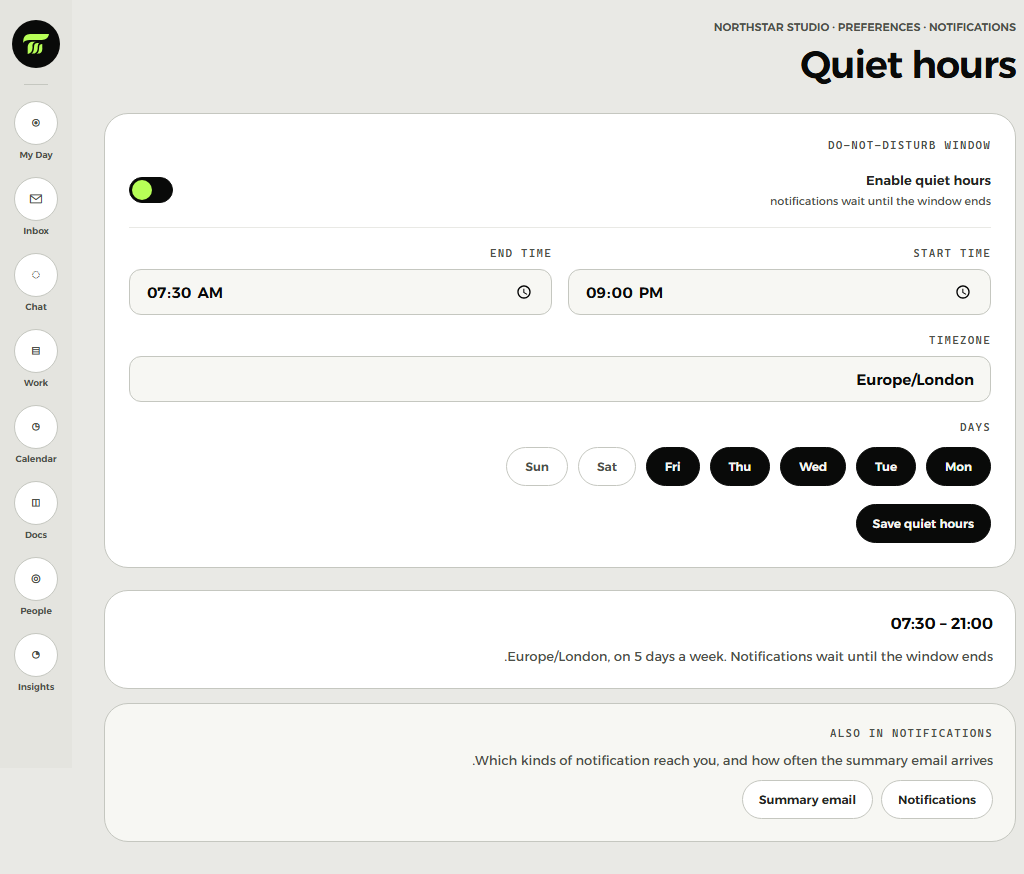 My Day
Inbox
Chat
Work
Calendar
Docs
People
Insights
NORTHSTAR STUDIO · PREFERENCES · NOTIFICATIONS
Quiet hours
DO-NOT-DISTURB WINDOW
Enable quiet hours
notifications wait until the window ends
START TIME
09:00 PM
END TIME
07:30 AM
TIMEZONE
Europe/London
DAYS
Mon
Tue
Wed
Thu
Fri
Sat
Sun
Save quiet hours
07:30 – 21:00
.Europe/London, on 5 days a week. Notifications wait until the window ends
ALSO IN NOTIFICATIONS
.Which kinds of notification reach you, and how often the summary email arrives
Notifications
Summary email